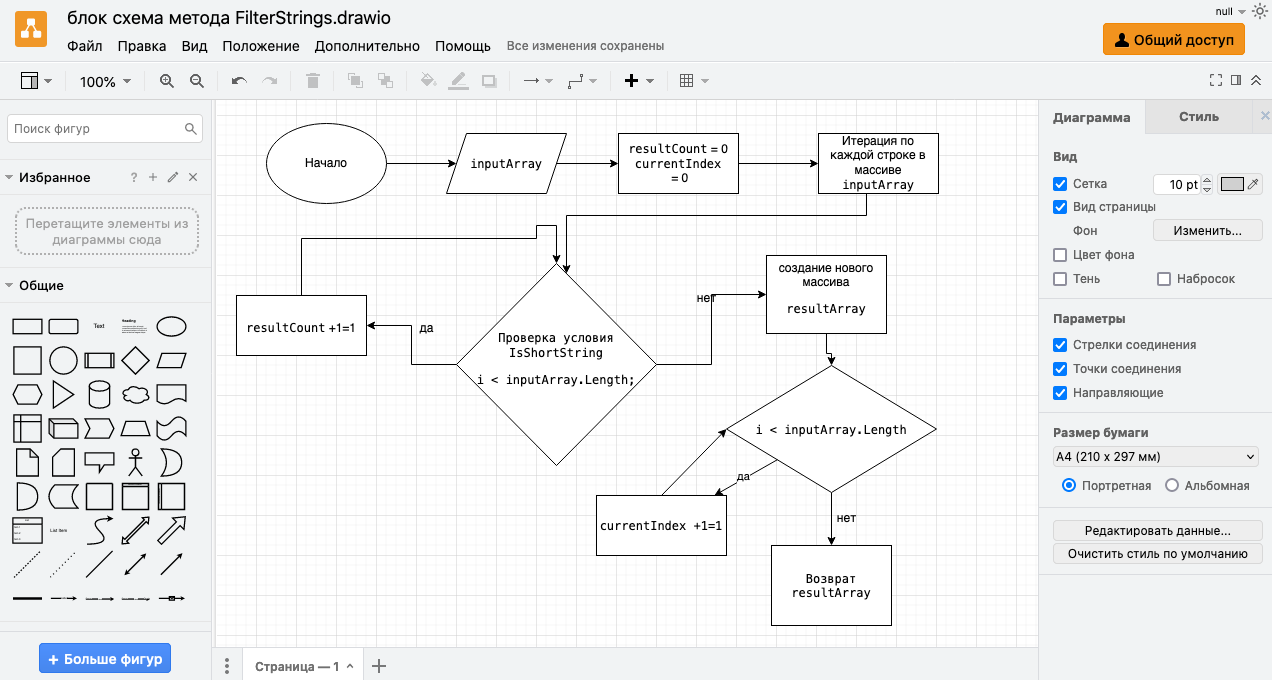 блок схема метода FilterStrings.drawio
null
Файл Правка Вид Положение Дополнительно Помощь Все изменения сохранены
Общий доступ
100%
Поиск фигур
Избранное
?
Перетащите элементы из
диаграммы сюда
Общие
Text
Heading
List Item
+ Больше фигур
Начало
inputArray
resultCount = 0
currentIndex
= 0
Итерация по
каждой строке в
массиве
inputArray
resultCount +1=1
да
Проверка условия
IsShortString
i < inputArray.Length;
нет
создание нового
массива
resultArray
i < inputArray.Length
да
currentIndex +1=1
нет
Возврат
resultArray
Страница — 1
Диаграмма
Стиль
Вид
Сетка
10 pt
Вид страницы
Фон
Изменить...
Цвет фона
Тень
Набросок
Параметры
Стрелки соединения
Точки соединения
Направляющие
Размер бумаги
A4 (210 x 297 мм)
Портретная
Альбомная
Редактировать данные...
Очистить стиль по умолчанию